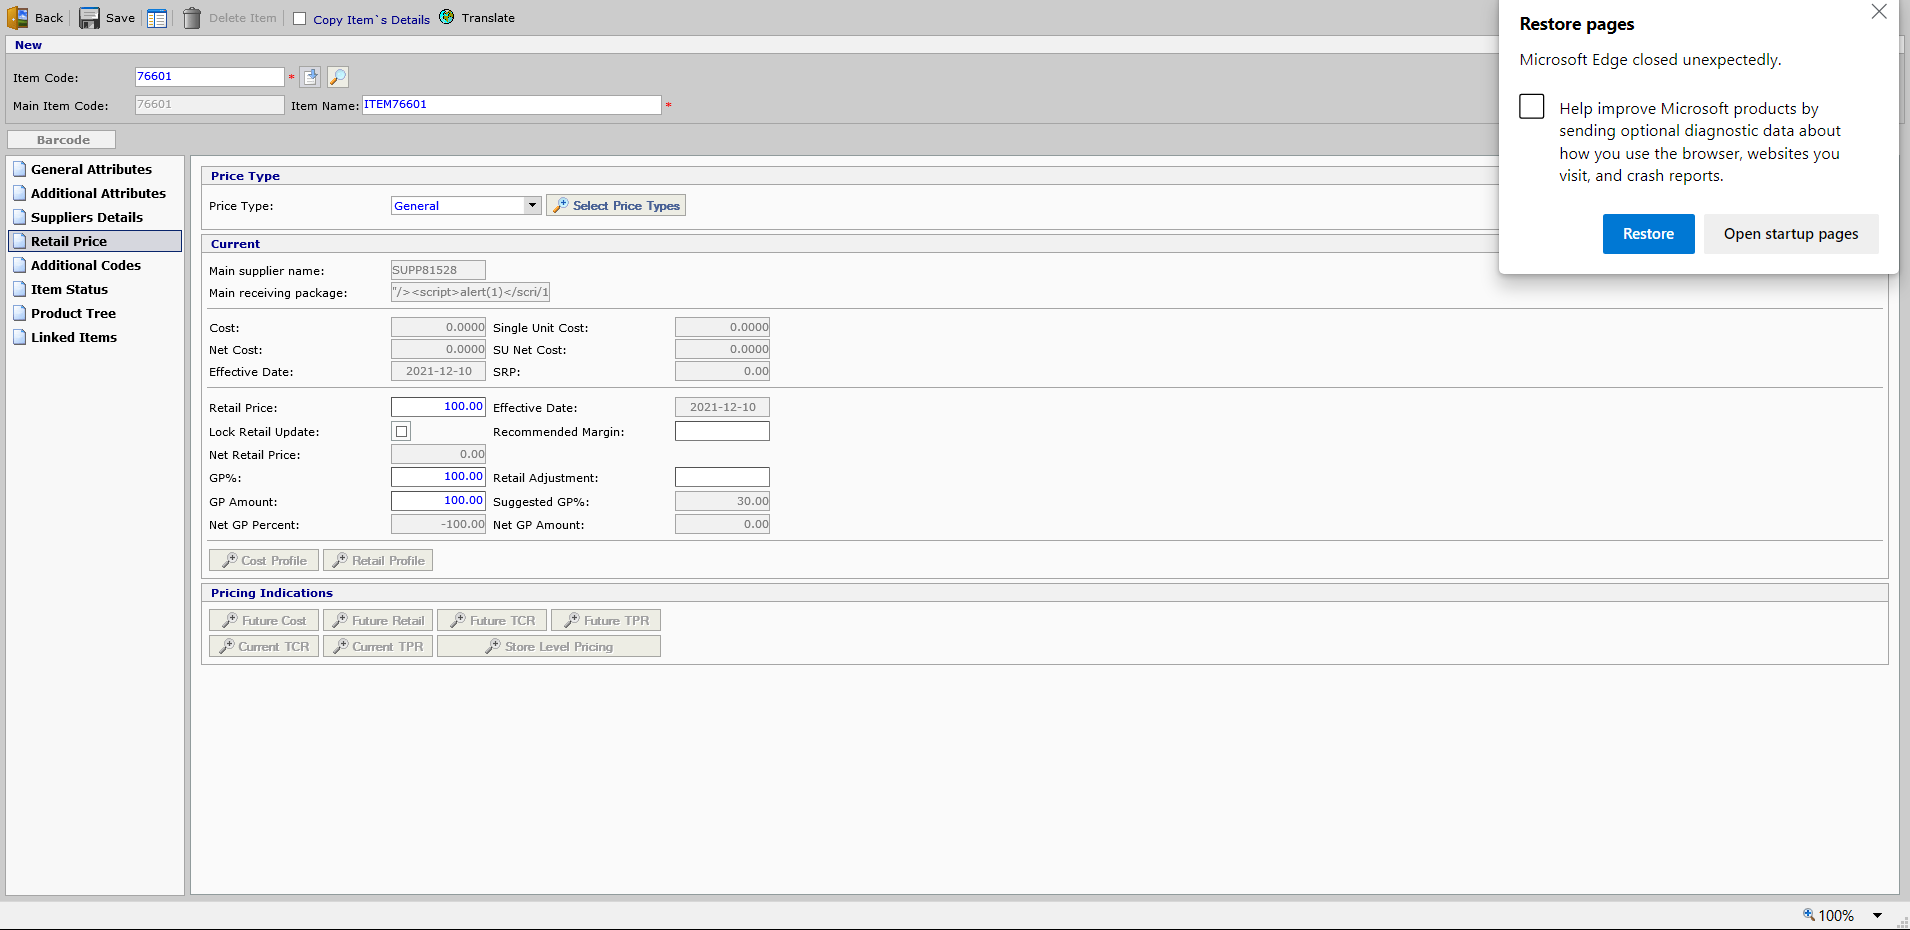 Back Save Delete Item Copy Item`s Details Translate
New
Item Code: 76601 *
Main Item Code: 76601 Item Name: ITEM76601 *
Barcode
General Attributes
Additional Attributes
Suppliers Details
Retail Price
Additional Codes
Item Status
Product Tree
Linked Items
Price Type
Price Type: General Select Price Types
Current
Main supplier name: SUPP81528
Main receiving package: "/><script>alert(1)</scri/1
Cost: 0.0000 Single Unit Cost: 0.0000
Net Cost: 0.0000 SU Net Cost: 0.0000
Effective Date: 2021-12-10 SRP: 0.00
Retail Price: 100.00 Effective Date: 2021-12-10
Lock Retail Update: Recommended Margin:
Net Retail Price: 0.00
GP%: 100.00 Retail Adjustment:
GP Amount: 100.00 Suggested GP%: 30.00
Net GP Percent: -100.00 Net GP Amount: 0.00
Cost Profile Retail Profile
Pricing Indications
Future Cost Future Retail Future TCR Future TPR
Current TCR Current TPR Store Level Pricing
Restore pages
Microsoft Edge closed unexpectedly.
Help improve Microsoft products by
sending optional diagnostic data about
how you use the browser, websites you
visit, and crash reports.
Restore Open startup pages
100%